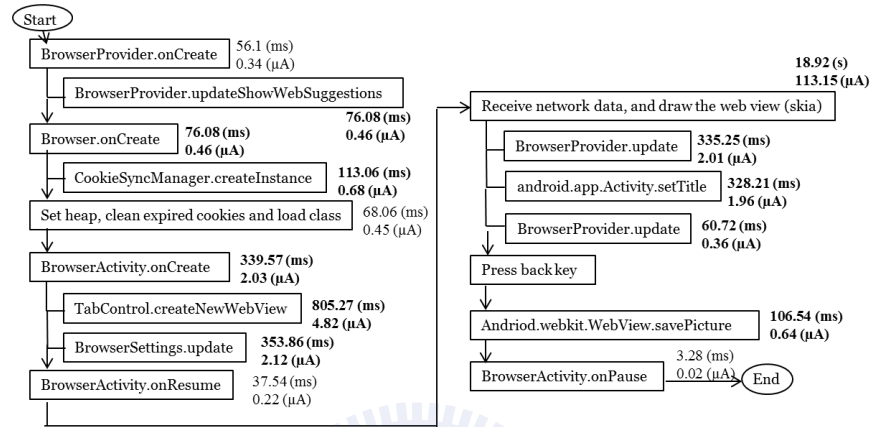 Start
BrowserProvider.onCreate
56.1 (ms)
0.34 (µA)
BrowserProvider.updateShowWebSuggestions
76.08 (ms)
0.46 (µA)
Browser.onCreate
76.08 (ms)
0.46 (µA)
CookieSyncManager.createInstance
113.06 (ms)
0.68 (µA)
Set heap, clean expired cookies and load class
68.06 (ms)
0.45 (µA)
BrowserActivity.onCreate
339.57 (ms)
2.03 (µA)
TabControl.createNewWebView
805.27 (ms)
4.82 (µA)
BrowserSettings.update
353.86 (ms)
2.12 (µA)
BrowserActivity.onResume
37.54 (ms)
0.22 (µA)
18.92 (s)
113.15 (µA)
Receive network data, and draw the web view (skia)
BrowserProvider.update
335.25 (ms)
2.01 (µA)
android.app.Activity.setTitle
328.21 (ms)
1.96 (µA)
BrowserProvider.update
60.72 (ms)
0.36 (µA)
Press back key
Andriod.webkit.WebView.savePicture
106.54 (ms)
0.64 (µA)
BrowserActivity.onPause
3.28 (ms)
0.02 (µA)
End